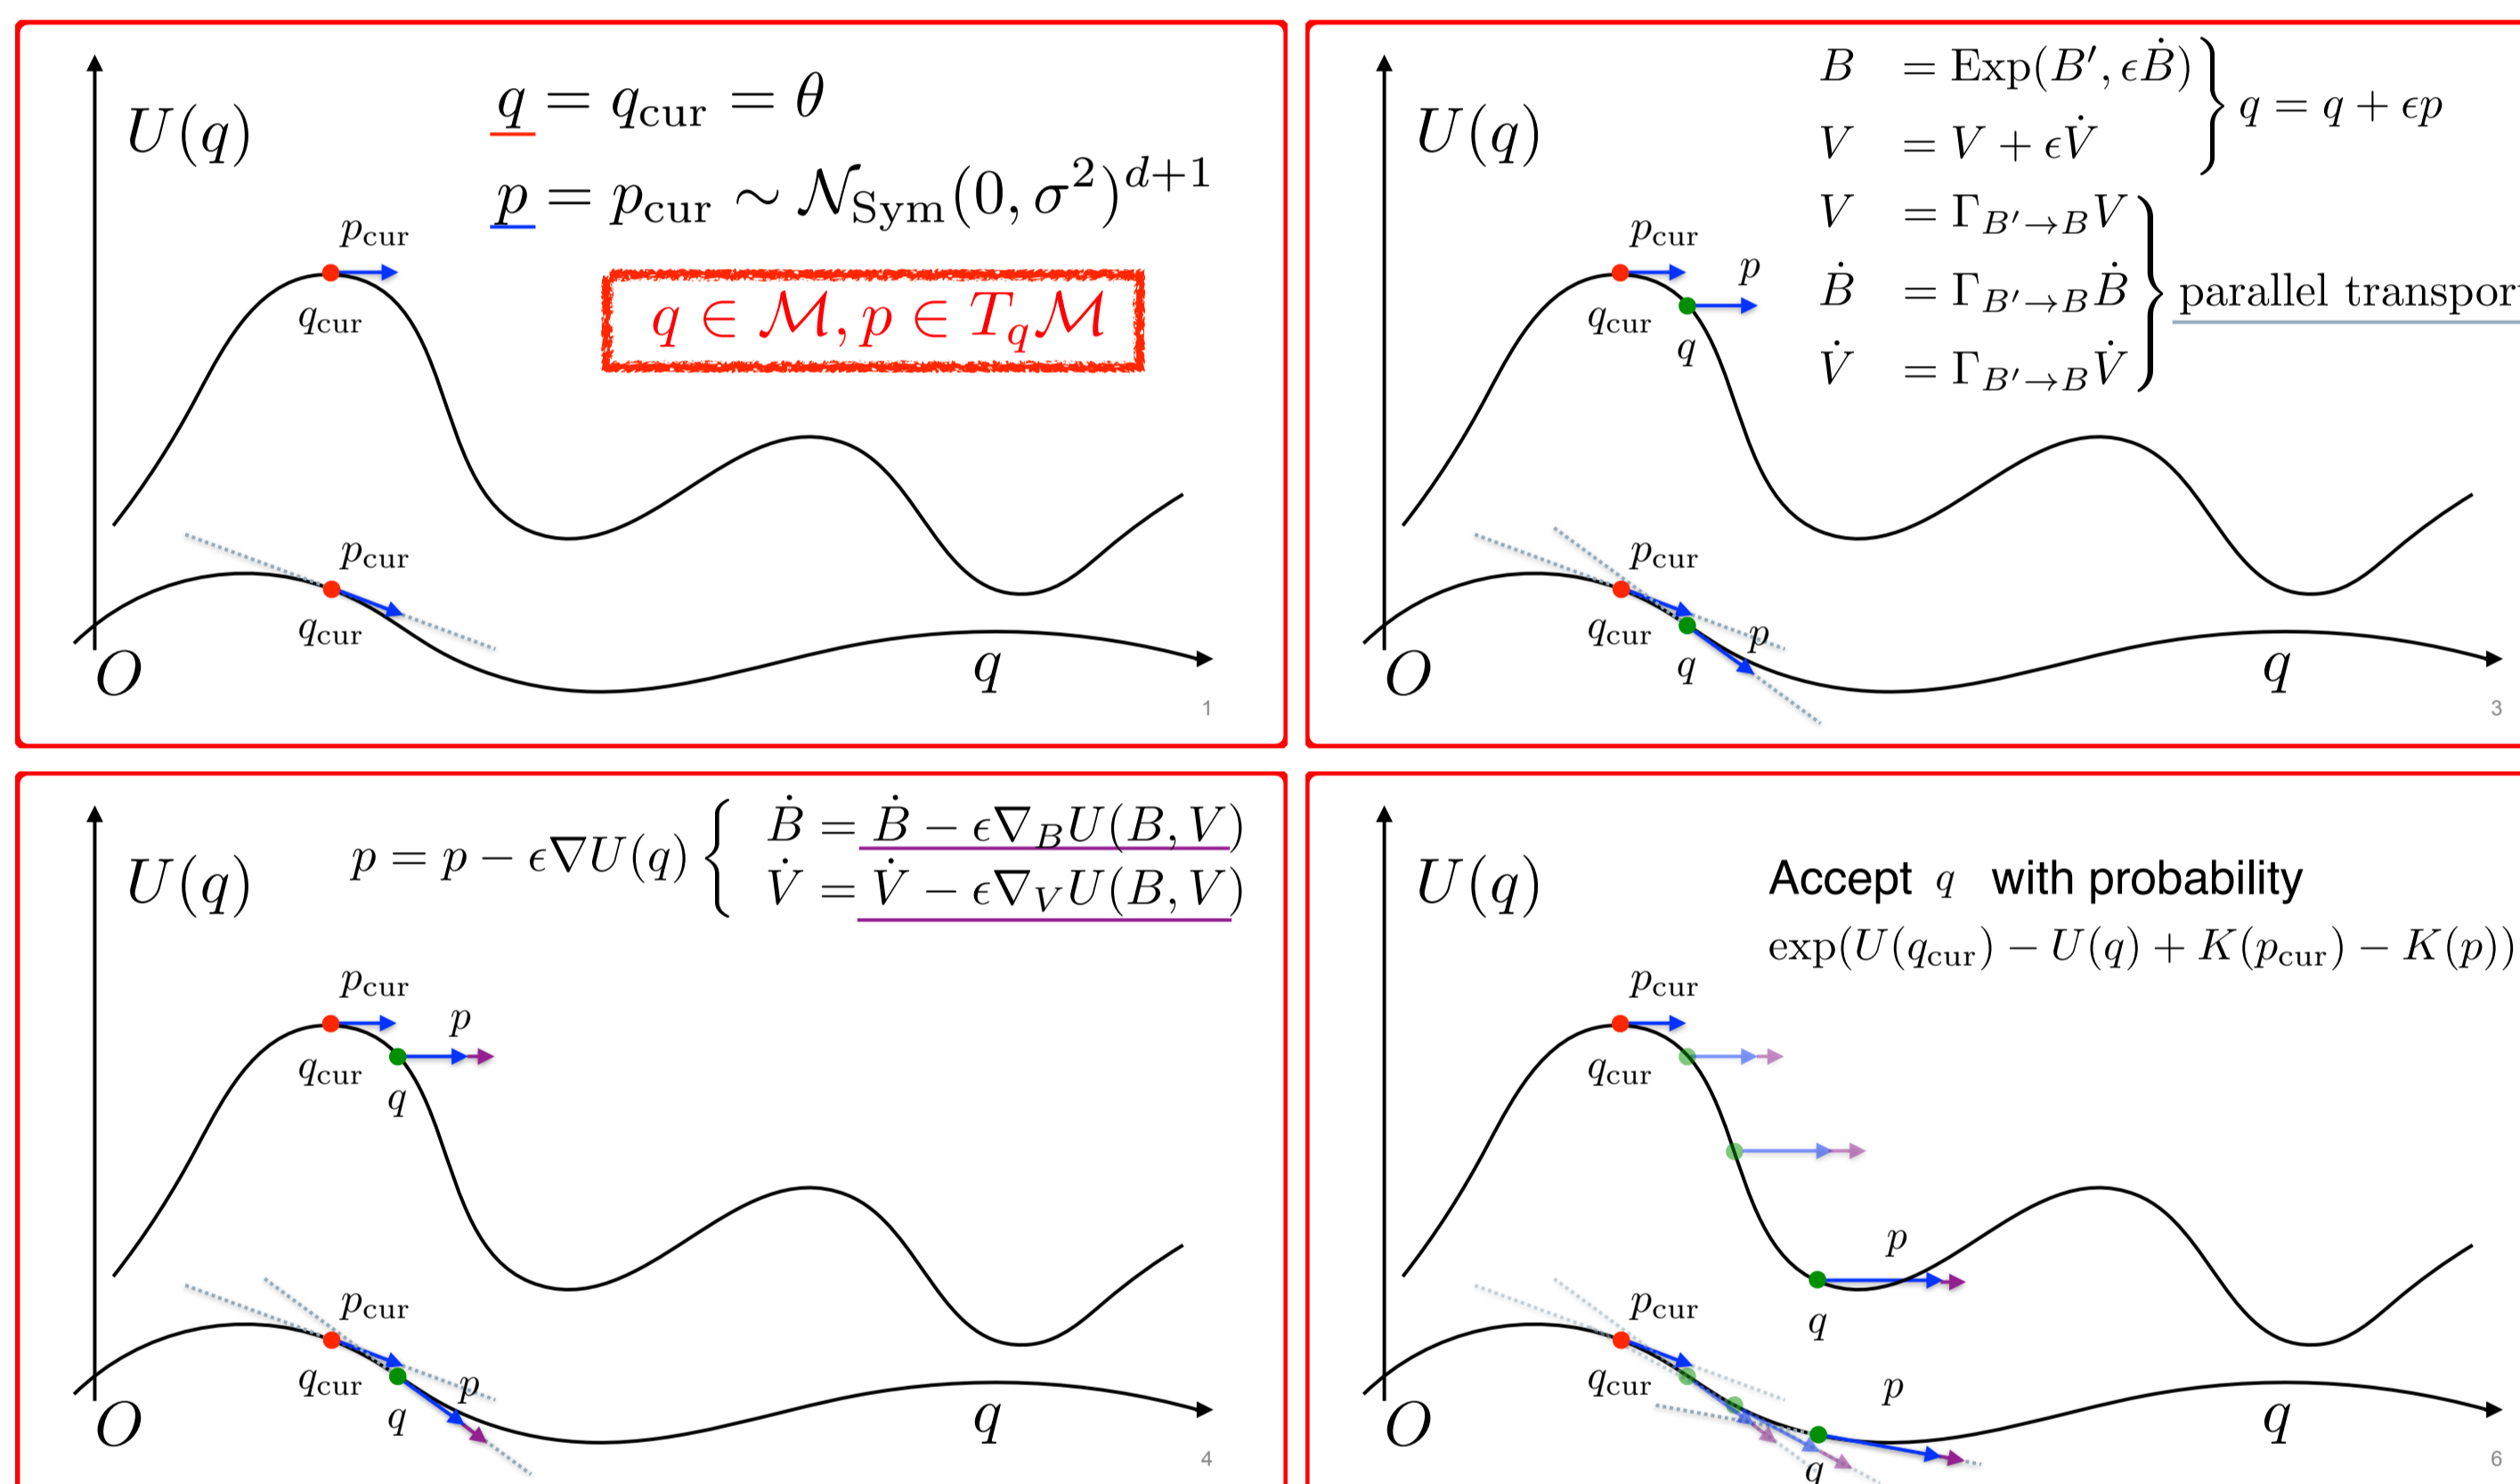 U(q)
q = q_cur = θ
p = p_cur ∼ 𝒩_Sym(0, σ²)^{d+1}
p_cur
q_cur
q ∈ ℳ, p ∈ T_qℳ
p_cur
q_cur
O
q
1
U(q)
B = Exp(B′, ϵḂ)
V = V + ϵV̇
q = q + ϵp
V = Γ_{B′→B}V
Ḃ = Γ_{B′→B}Ḃ
V̇ = Γ_{B′→B}V̇
parallel transpor
p_cur
p
q_cur
q
p_cur
q_cur
p
q
O
q
3
U(q)
p = p − ϵ∇U(q)
Ḃ = Ḃ − ϵ∇_B U(B, V)
V̇ = V̇ − ϵ∇_V U(B, V)
p_cur
p
q_cur
q
p_cur
q_cur
p
q
O
q
4
U(q)
Accept q with probability
exp(U(q_cur) − U(q) + K(p_cur) − K(p))
p_cur
q_cur
p
q
p_cur
q_cur
p
q
O
q
6